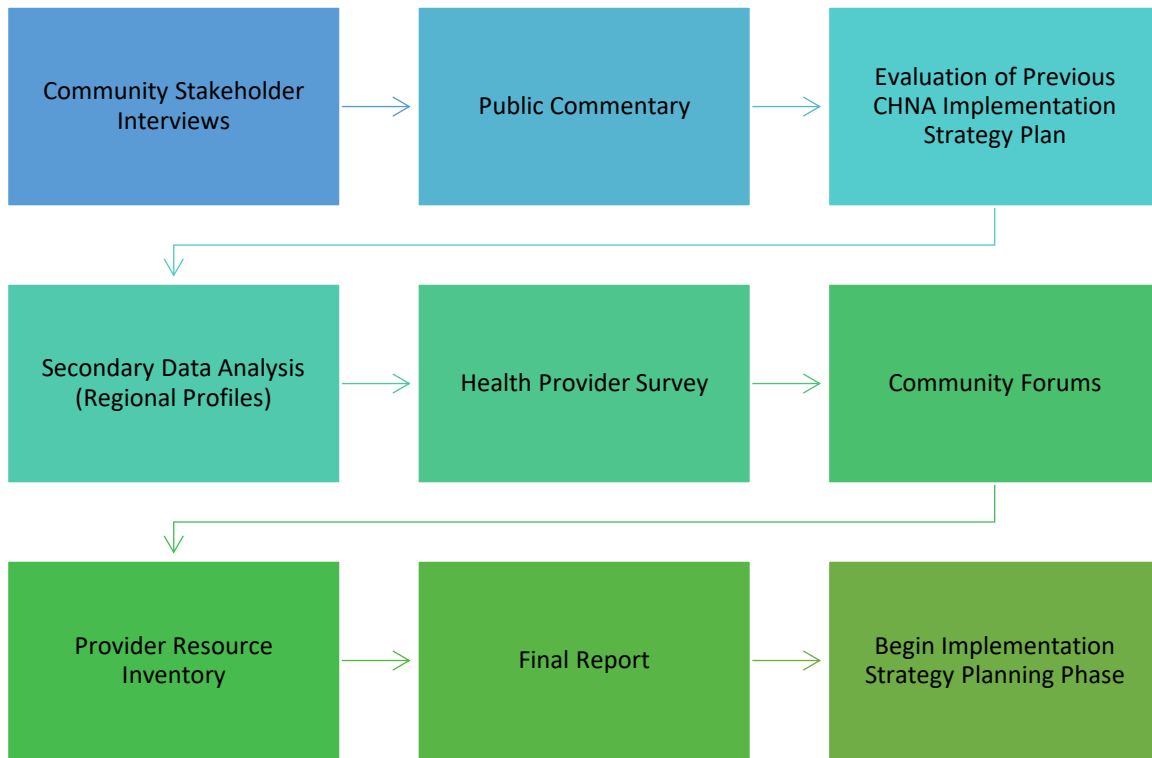 Community Stakeholder
Interviews
Public Commentary
Evaluation of Previous
CHNA Implementation
Strategy Plan
Secondary Data Analysis
(Regional Profiles)
Health Provider Survey
Community Forums
Provider Resource
Inventory
Final Report
Begin Implementation
Strategy Planning Phase